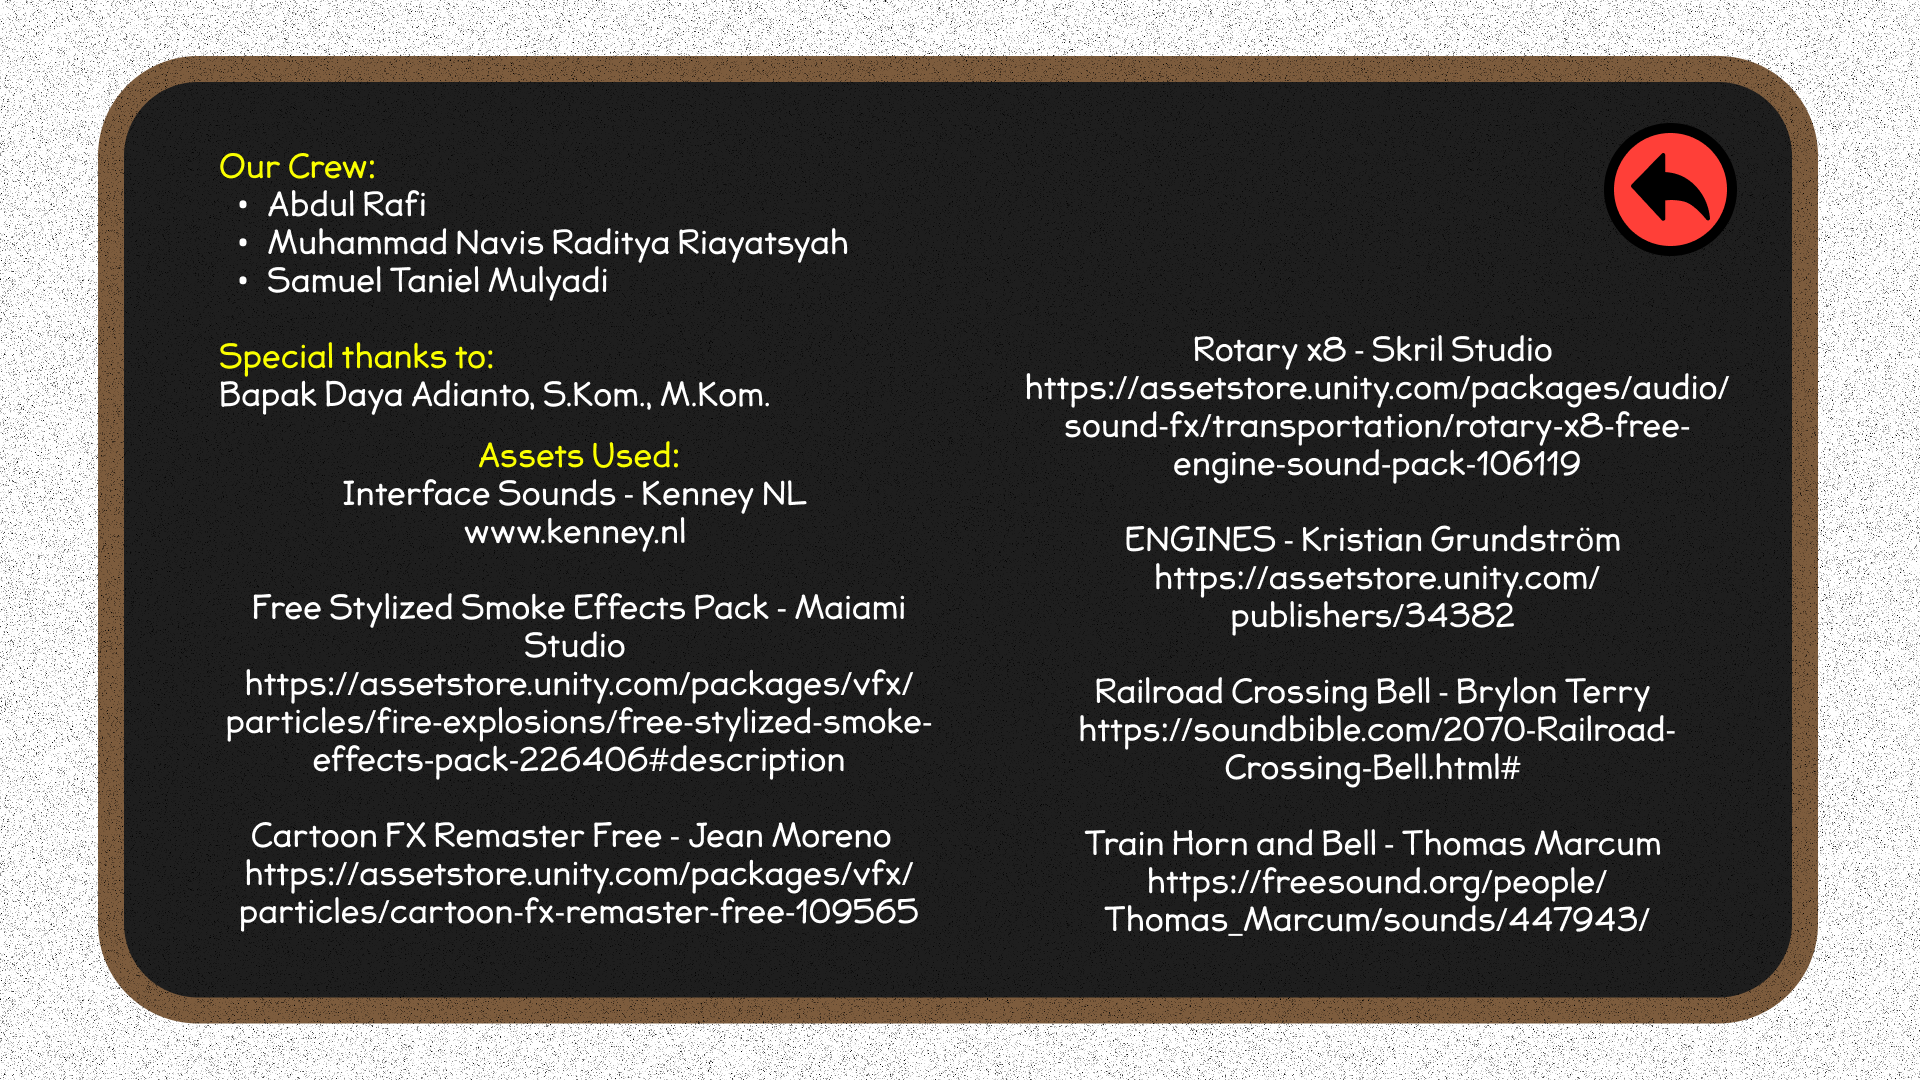 Our Crew:
• Abdul Rafi
• Muhammad Navis Raditya Riayatsyah
• Samuel Taniel Mulyadi
Special thanks to:
Bapak Daya Adianto, S.Kom., M.Kom.
Assets Used:
Interface Sounds - Kenney NL
www.kenney.nl
Free Stylized Smoke Effects Pack - Maiami
Studio
https://assetstore.unity.com/packages/vfx/
particles/fire-explosions/free-stylized-smoke-
effects-pack-226406#description
Cartoon FX Remaster Free - Jean Moreno
https://assetstore.unity.com/packages/vfx/
particles/cartoon-fx-remaster-free-109565
Rotary x8 - Skril Studio
https://assetstore.unity.com/packages/audio/
sound-fx/transportation/rotary-x8-free-
engine-sound-pack-106119
ENGINES - Kristian Grundström
https://assetstore.unity.com/
publishers/34382
Railroad Crossing Bell - Brylon Terry
https://soundbible.com/2070-Railroad-
Crossing-Bell.html#
Train Horn and Bell - Thomas Marcum
https://freesound.org/people/
Thomas_Marcum/sounds/447943/